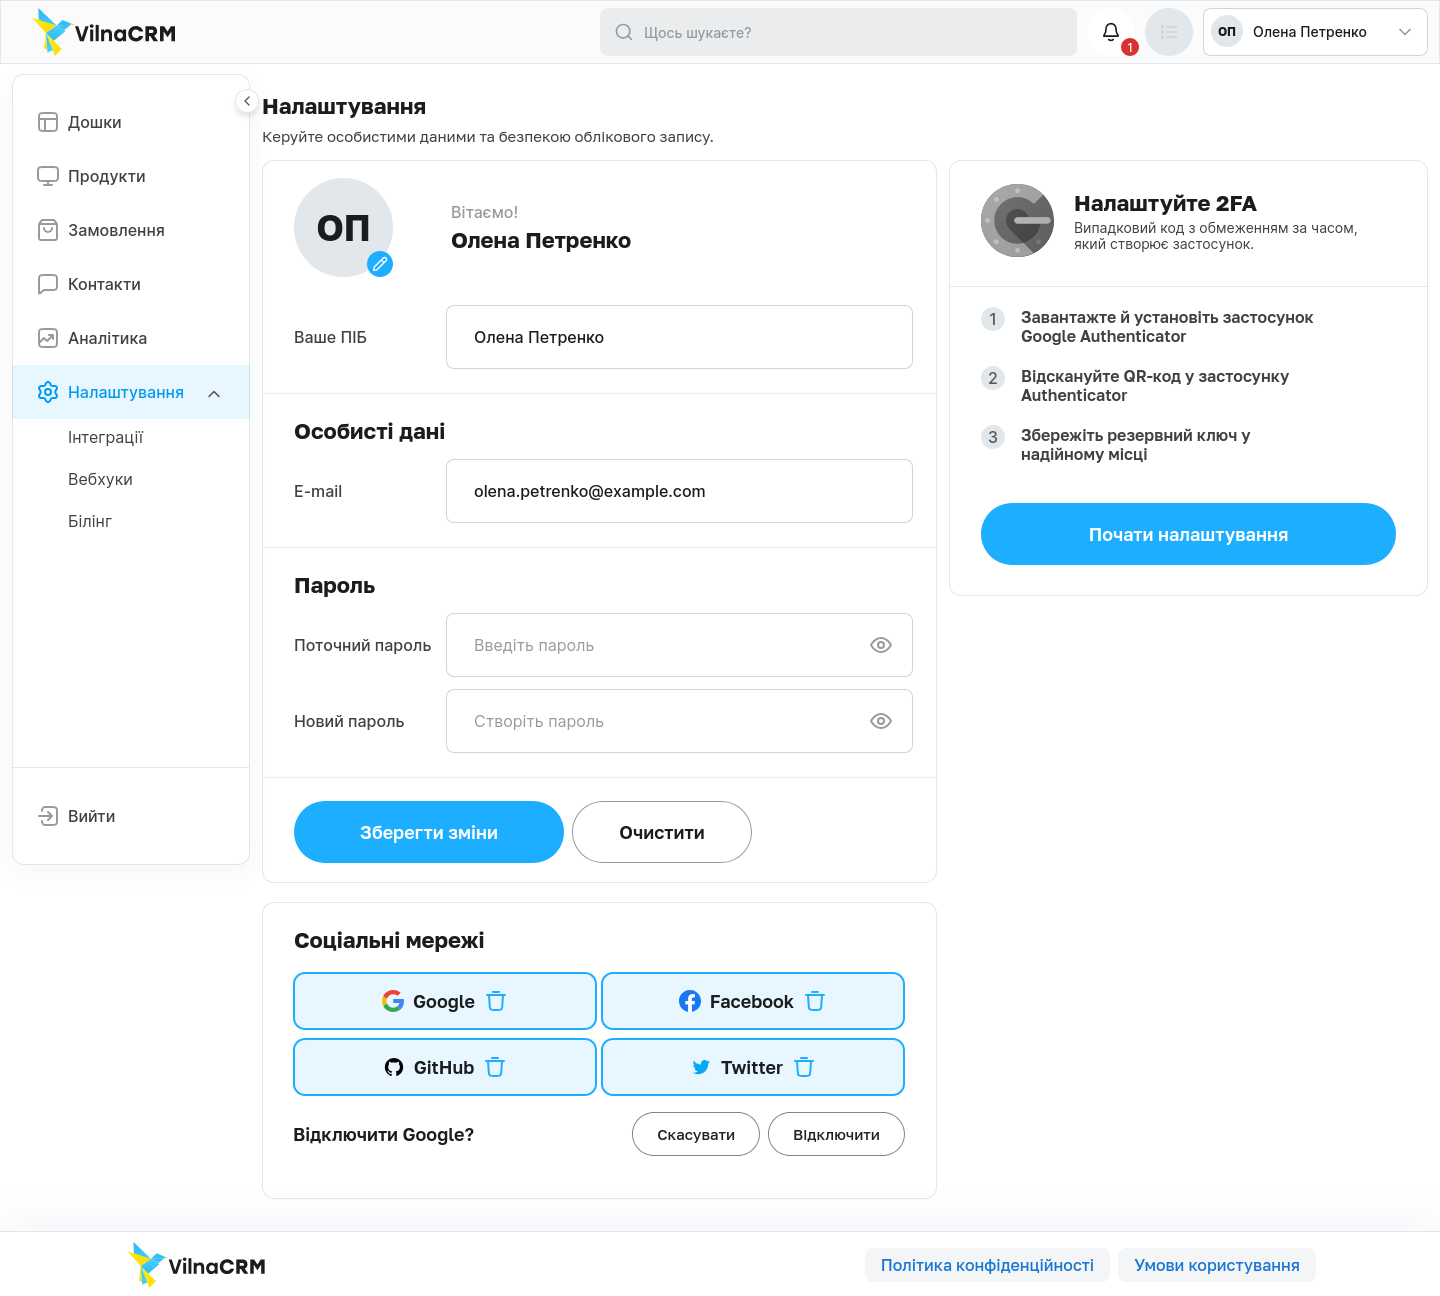 VilnaCRM
Щось шукаєте?
1
ОП
Олена Петренко
Дошки
Продукти
Замовлення
Контакти
Аналітика
Налаштування
Інтеграції
Вебхуки
Білінг
Вийти
Налаштування
Керуйте особистими даними та безпекою облікового запису.
ОП
Вітаємо!
Олена Петренко
Ваше ПІБ
Олена Петренко
Особисті дані
E-mail
olena.petrenko@example.com
Пароль
Поточний пароль
Введіть пароль
Новий пароль
Створіть пароль
Зберегти зміни
Очистити
Налаштуйте 2FA
Випадковий код з обмеженням за часом,
який створює застосунок.
1
Завантажте й установіть застосунок
Google Authenticator
2
Відскануйте QR-код у застосунку
Authenticator
3
Збережіть резервний ключ у
надійному місці
Почати налаштування
Соціальні мережі
Google
Facebook
GitHub
Twitter
Відключити Google?
Скасувати
Відключити
VilnaCRM
Політика конфіденційності
Умови користування